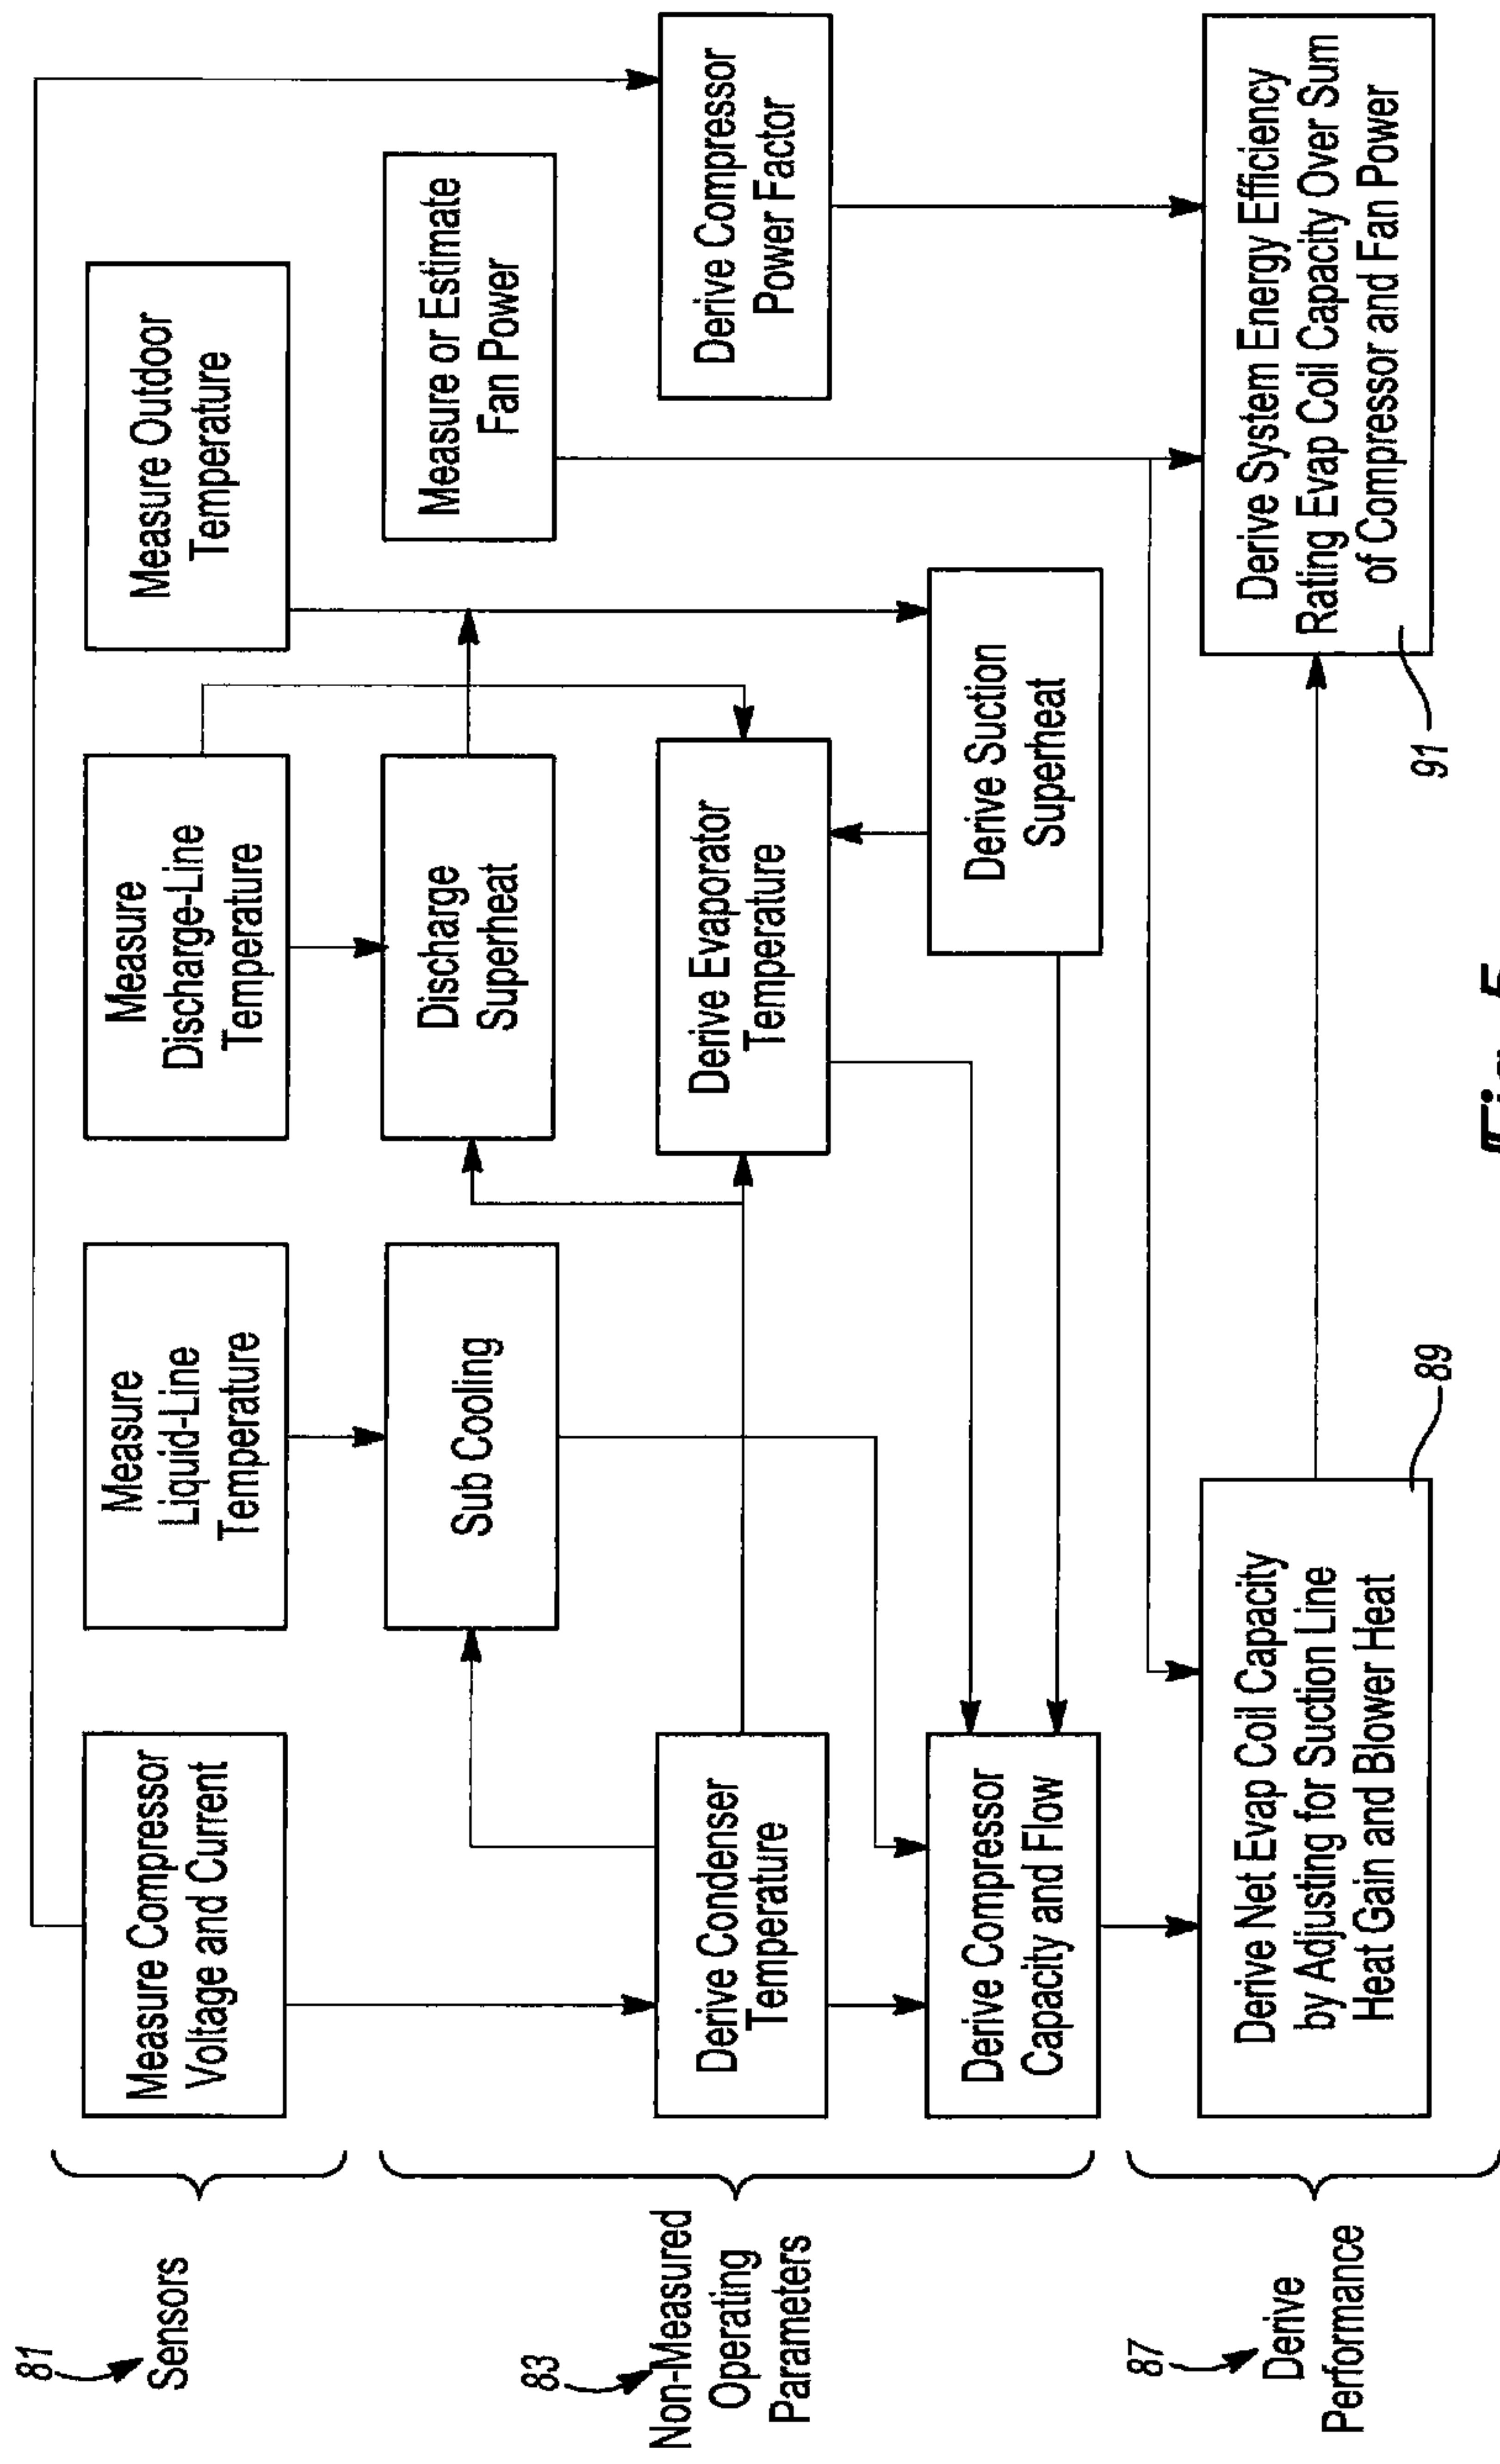 81
Sensors
Measure Compressor
Voltage and Current
Measure
Liquid-Line
Temperature
Measure
Discharge-Line
Temperature
Measure Outdoor
Temperature
83
Non-Measured
Operating
Parameters
Sub Cooling
Discharge
Superheat
Measure or Estimate
Fan Power
Derive Condenser
Temperature
Derive Evaporator
Temperature
Derive Compressor
Power Factor
Derive Compressor
Capacity and Flow
Derive Suction
Superheat
87
Derive
Performance
Derive Net Evap Coil Capacity
by Adjusting for Suction Line
Heat Gain and Blower Heat
89
Derive System Energy Efficiency
Rating Evap Coil Capacity Over Sum
of Compressor and Fan Power
91